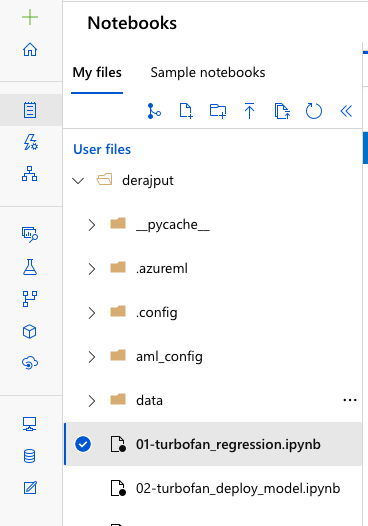 Notebooks
My files
Sample notebooks
User files
derajput
__pycache__
.azureml
.config
aml_config
data
01-turbofan_regression.ipynb
02-turbofan_deploy_model.ipynb